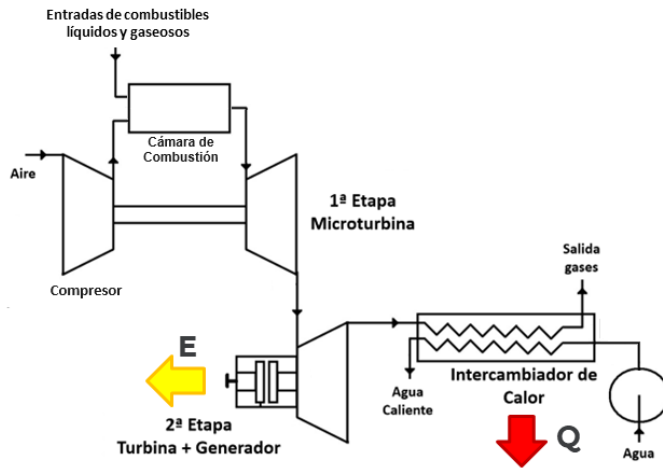 Entradas de combustibles
líquidos y gaseosos
Cámara de
Combustión
Aire
1ª Etapa
Microturbina
Compresor
Salida
gases
E
Agua
Caliente
Intercambiador de
Calor
2ª Etapa
Turbina + Generador
Q
Agua